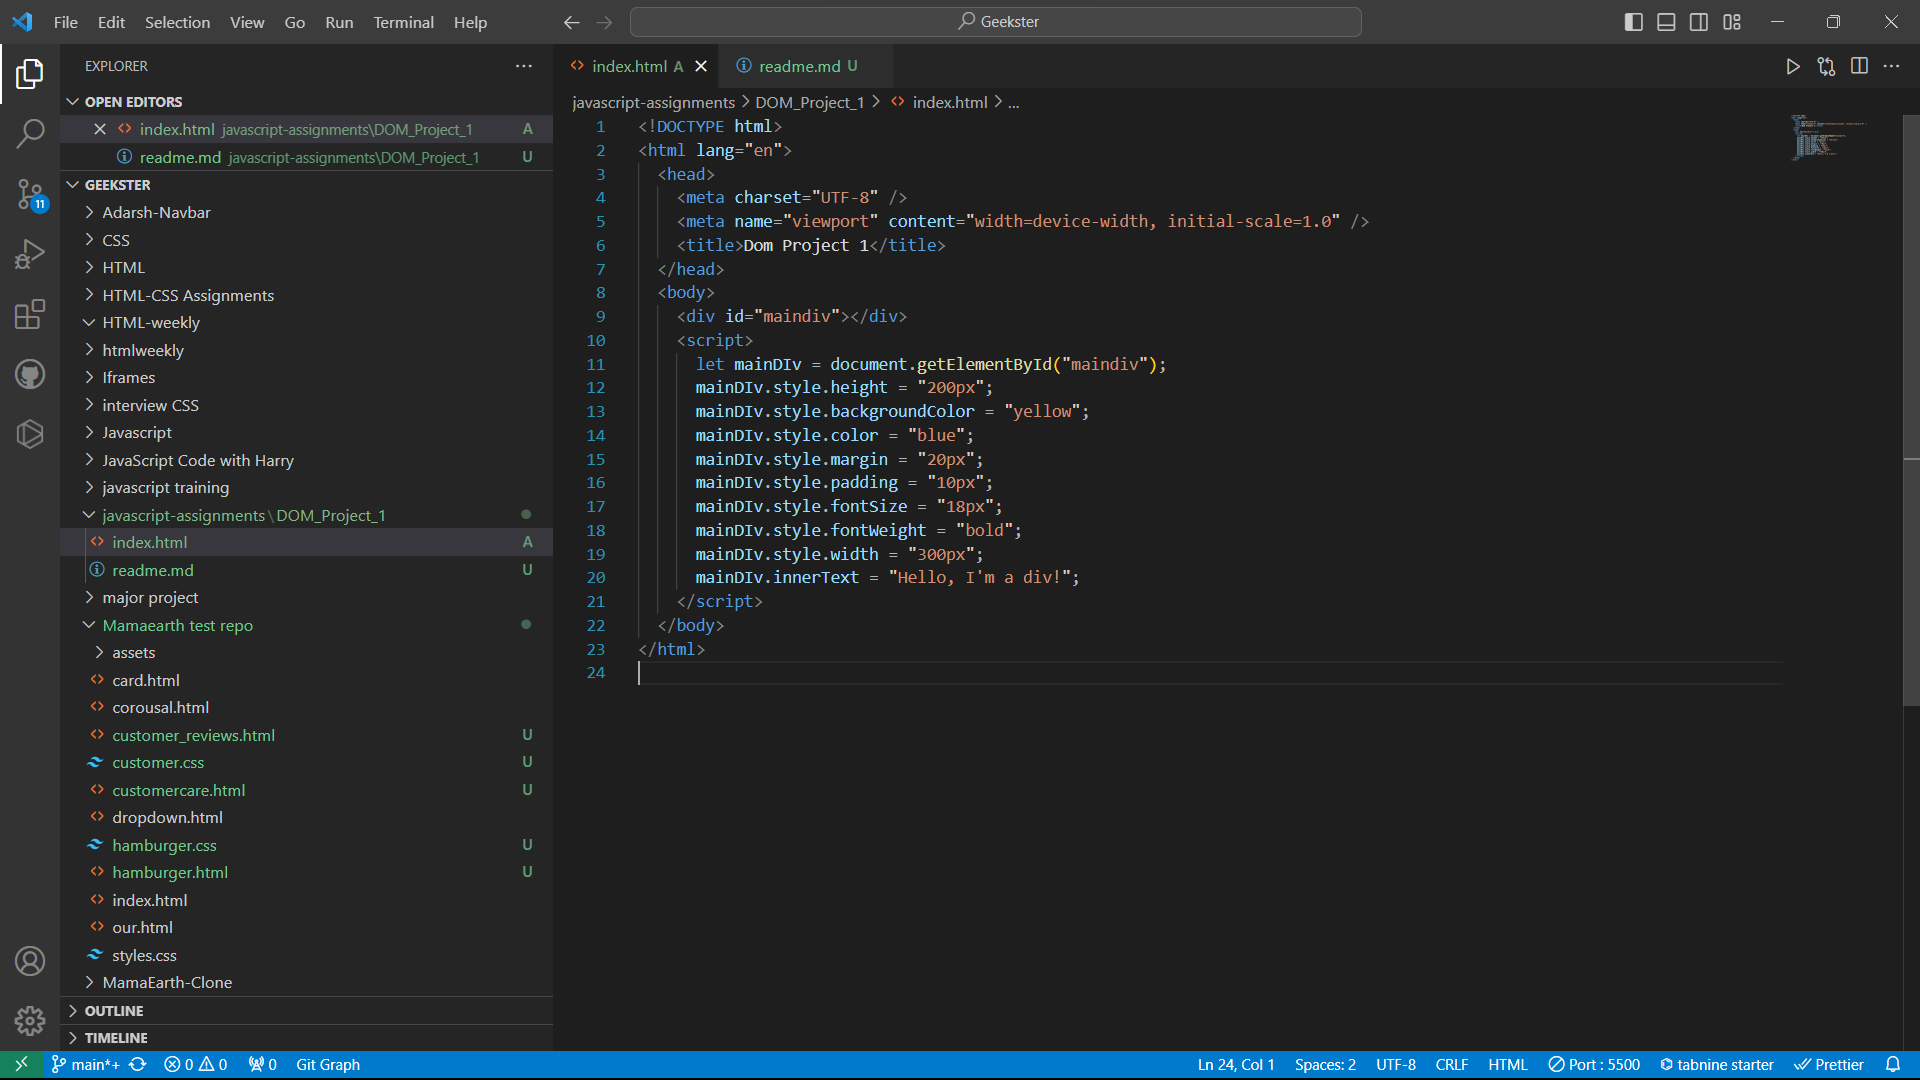 File Edit Selection View Go Run Terminal Help
Geekster
EXPLORER
OPEN EDITORS
index.html javascript-assignments\DOM_Project_1 A
readme.md javascript-assignments\DOM_Project_1 U
GEEKSTER
Adarsh-Navbar
CSS
HTML
HTML-CSS Assignments
HTML-weekly
htmlweekly
Iframes
interview CSS
Javascript
JavaScript Code with Harry
javascript training
javascript-assignments\DOM_Project_1
index.html A
readme.md U
major project
Mamaearth test repo
assets
card.html
corousal.html
customer_reviews.html U
customer.css U
customercare.html U
dropdown.html
hamburger.css U
hamburger.html U
index.html
our.html
styles.css
MamaEarth-Clone
OUTLINE
TIMELINE
11
index.html A
readme.md U
javascript-assignments > DOM_Project_1 > index.html > ...
1 <!DOCTYPE html>
2 <html lang="en">
3 <head>
4 <meta charset="UTF-8" />
5 <meta name="viewport" content="width=device-width, initial-scale=1.0" />
6 <title>Dom Project 1</title>
7 </head>
8 <body>
9 <div id="maindiv"></div>
10 <script>
11 let mainDIv = document.getElementById("maindiv");
12 mainDIv.style.height = "200px";
13 mainDIv.style.backgroundColor = "yellow";
14 mainDIv.style.color = "blue";
15 mainDIv.style.margin = "20px";
16 mainDIv.style.padding = "10px";
17 mainDIv.style.fontSize = "18px";
18 mainDIv.style.fontWeight = "bold";
19 mainDIv.style.width = "300px";
20 mainDIv.innerText = "Hello, I'm a div!";
21 </script>
22 </body>
23 </html>
24
main*+ 0 0 0 Git Graph Ln 24, Col 1 Spaces: 2 UTF-8 CRLF HTML Port : 5500 tabnine starter Prettier